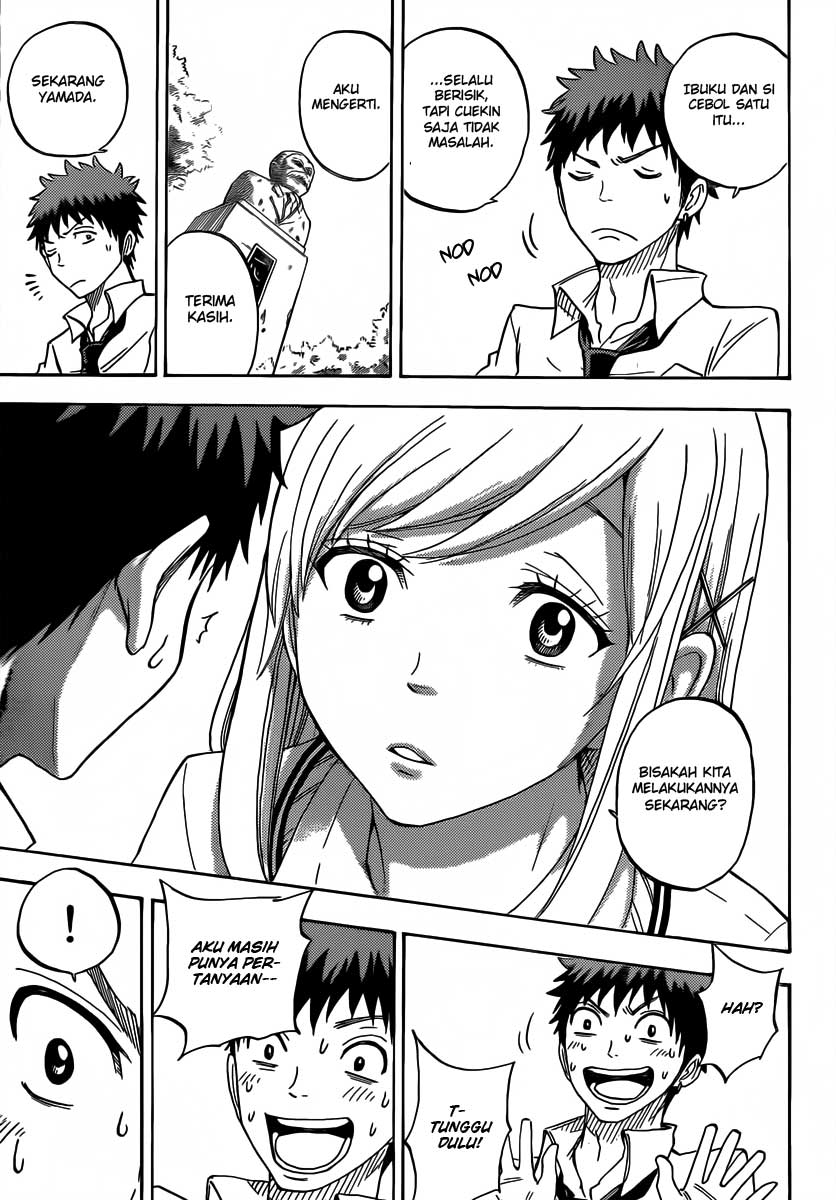 IBUKU DAN SI
CEBOL SATU
ITU...
...SELALU
BERISIK,
TAPI CUEKIN
SAJA TIDAK
MASALAH.
NOD
NOD
AKU
MENGERTI.
TERIMA
KASIH.
SEKARANG
YAMADA.
BISAKAH KITA
MELAKUKANNYA
SEKARANG?
HAH?
T-
TUNGGU
DULU!
AKU MASIH
PUNYA PER-
TANYAAN--
!